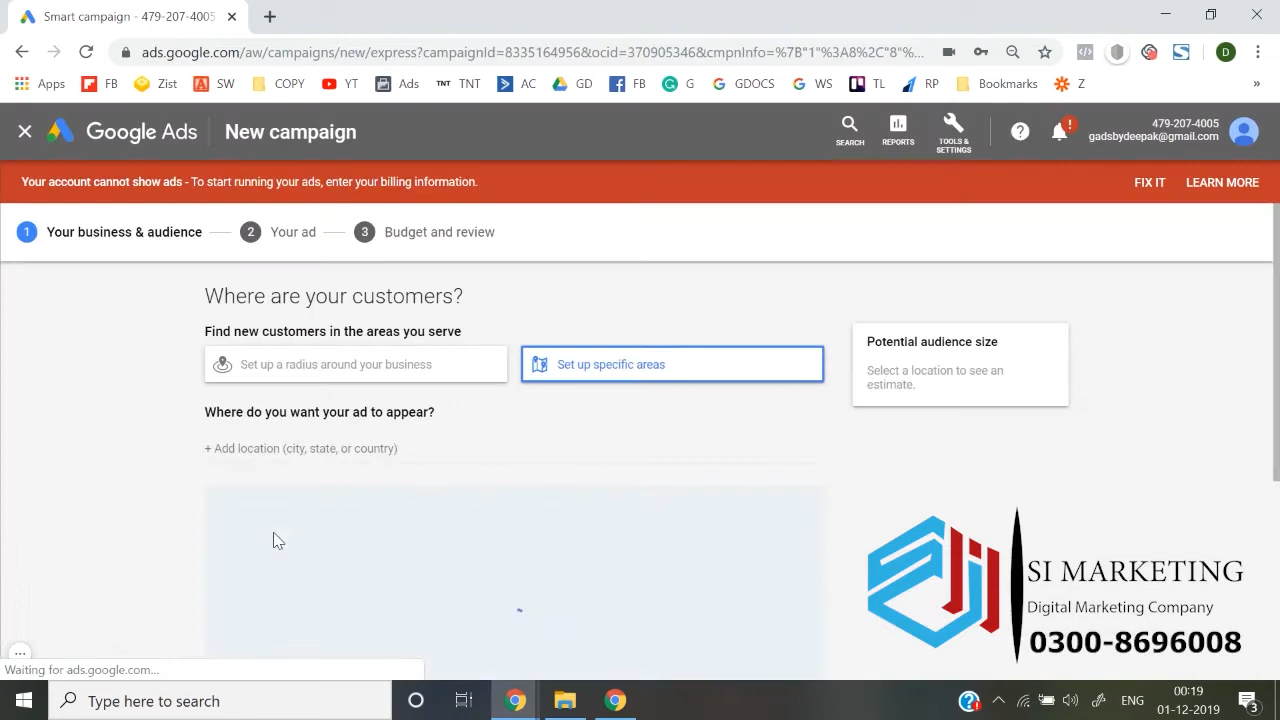 Smart campaign - 479-207-4005
ads.google.com/aw/campaigns/new/express?campaignId=8335164956&ocid=370905346&cmpnInfo=%7B"1"%3A8%2C"8"%...
Apps FB Zist SW COPY YT Ads TNT TNT AC GD FB G GDOCS WS TL RP Bookmarks Z »
Google Ads New campaign
SEARCH
REPORTS
TOOLS &
SETTINGS
479-207-4005
gadsbydeepak@gmail.com
Your account cannot show ads - To start running your ads, enter your billing information. FIX IT LEARN MORE
1 Your business & audience 2 Your ad 3 Budget and review
Where are your customers?
Find new customers in the areas you serve
Set up a radius around your business Set up specific areas
Potential audience size
Select a location to see an
estimate.
Where do you want your ad to appear?
+ Add location (city, state, or country)
SI MARKETING
Digital Marketing Company
0300-8696008
Waiting for ads.google.com...
Type here to search
ENG
00:19
01-12-2019
3